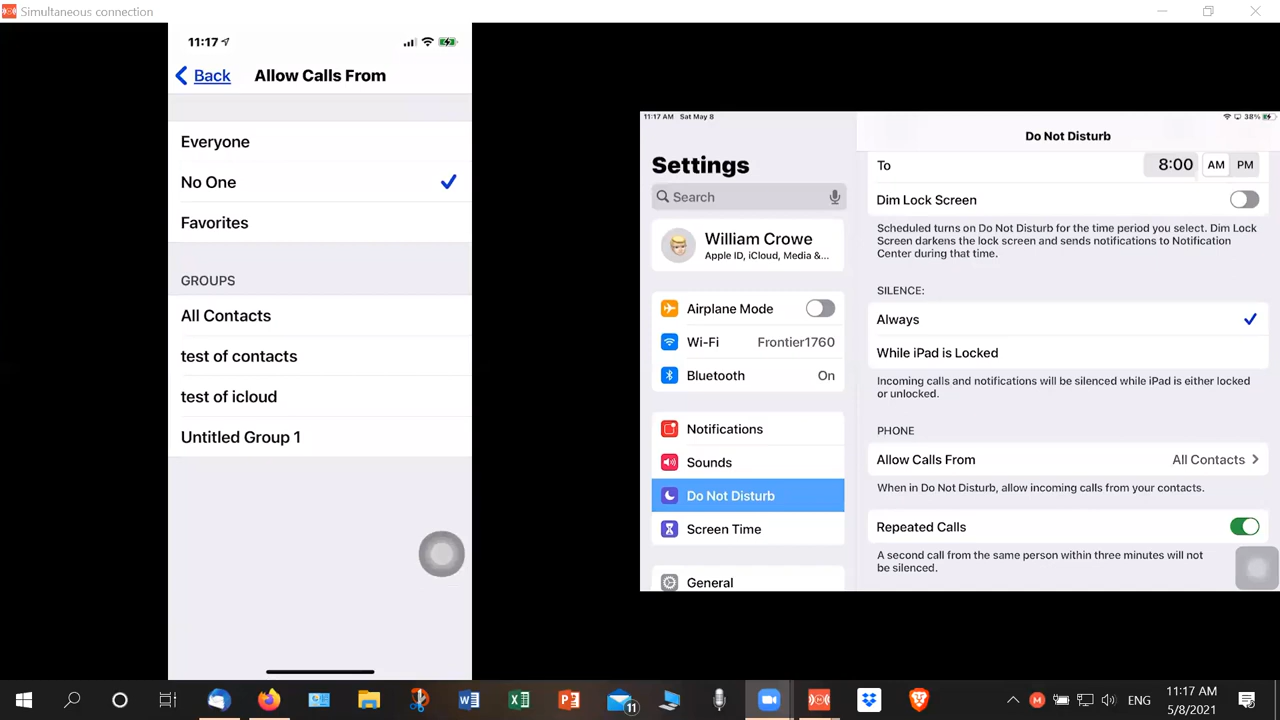 Simultaneous connection
11:17
Back
Allow Calls From
Everyone
No One
Favorites
GROUPS
All Contacts
test of contacts
test of icloud
Untitled Group 1
11:17 AM Sat May 8
38%
Settings
Search
William Crowe
Apple ID, iCloud, Media &...
Airplane Mode
Wi-Fi Frontier1760
Bluetooth On
Notifications
Sounds
Do Not Disturb
Screen Time
General
Do Not Disturb
To 8:00 AM PM
Dim Lock Screen
Scheduled turns on Do Not Disturb for the time period you select. Dim Lock
Screen darkens the lock screen and sends notifications to Notification
Center during that time.
SILENCE:
Always
While iPad is Locked
Incoming calls and notifications will be silenced while iPad is either locked
or unlocked.
PHONE
Allow Calls From All Contacts
When in Do Not Disturb, allow incoming calls from your contacts.
Repeated Calls
A second call from the same person within three minutes will not
be silenced.
11
ENG
11:17 AM
5/8/2021